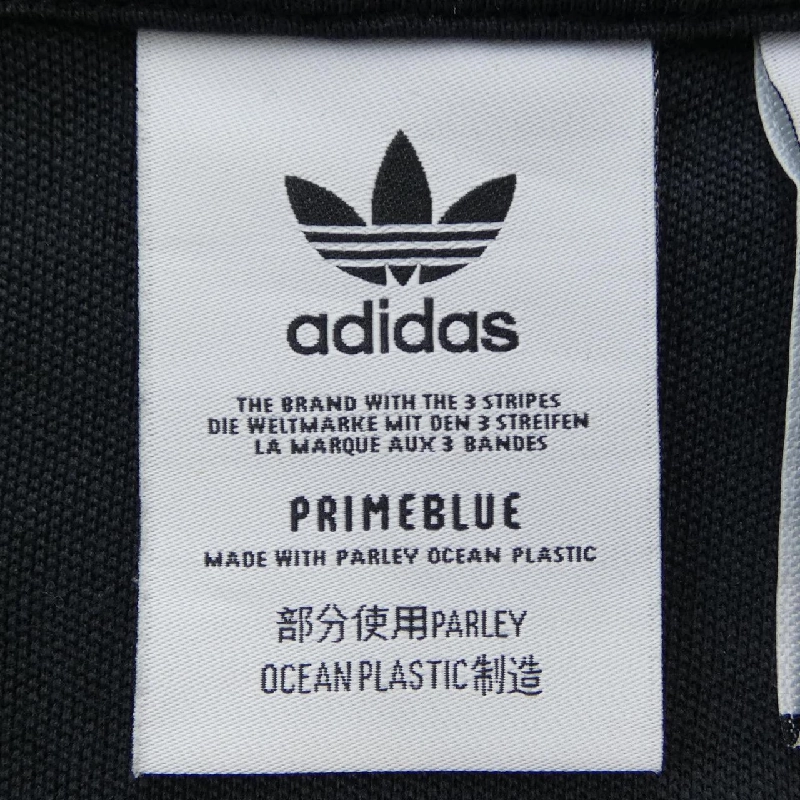 adidas
THE BRAND WITH THE 3 STRIPES
DIE WELTMARKE MIT DEN 3 STREIFEN
LA MARQUE AUX 3 BANDES
PRIMEBLUE
MADE WITH PARLEY OCEAN PLASTIC
部分使用PARLEY
OCEAN PLASTIC制造